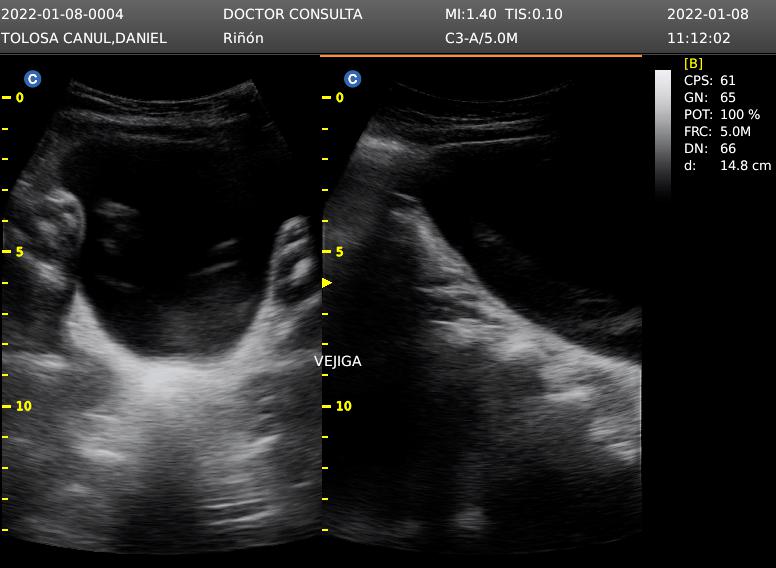 2022-01-08-0004 DOCTOR CONSULTA MI:1.40 TIS:0.10 2022-01-08
TOLOSA CANUL,DANIEL Riñón C3-A/5.0M 11:12:02
C C
[B]
0 0
CPS: 61
GN: 65
POT: 100 %
FRC: 5.0M
DN: 66
d: 14.8 cm
5 5
VEJIGA
10 10